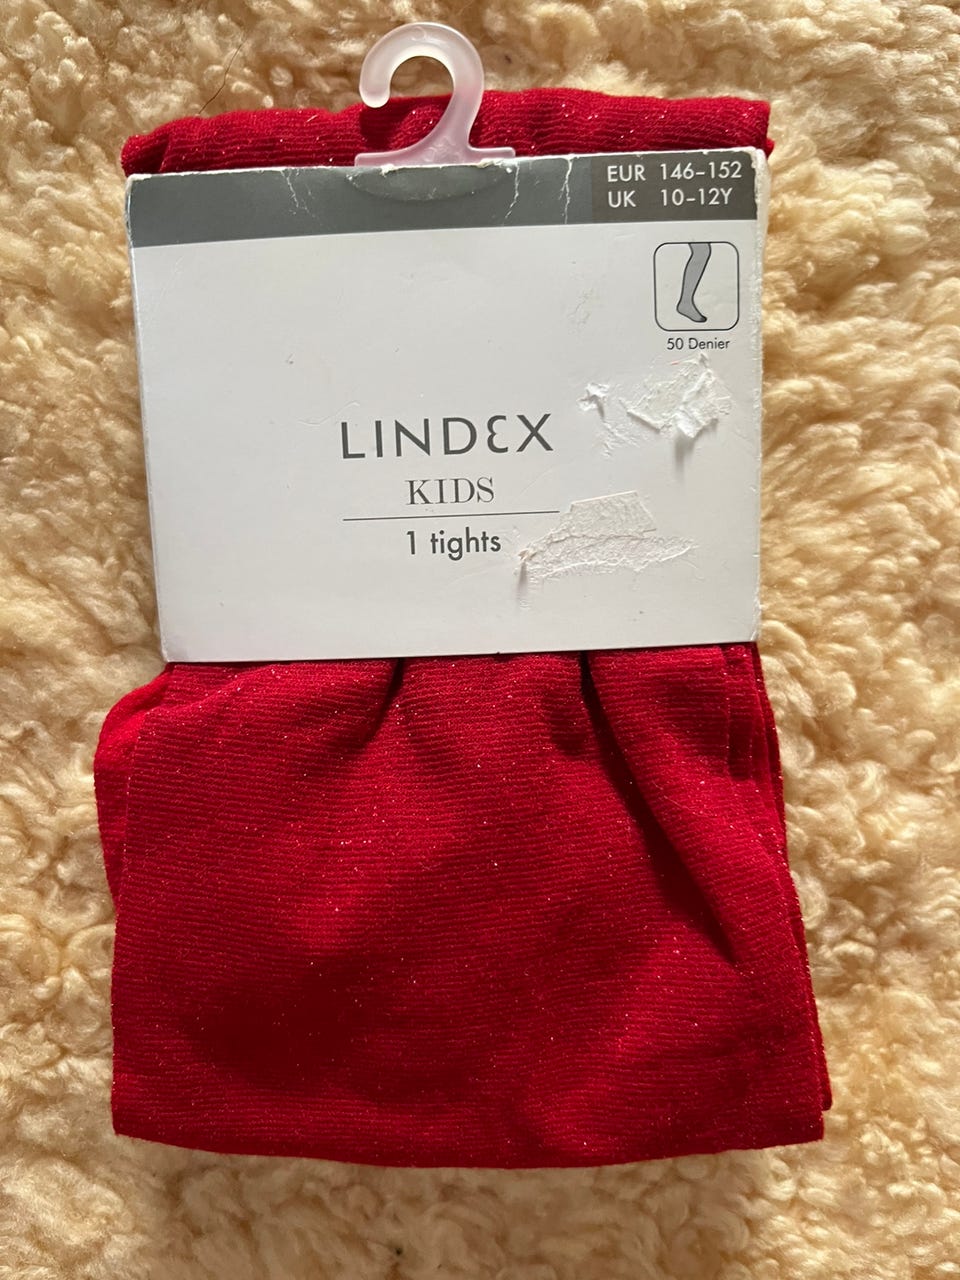 EUR 146-152
UK 10-12Y
50 Denier
LINDEX
KIDS
1 tights